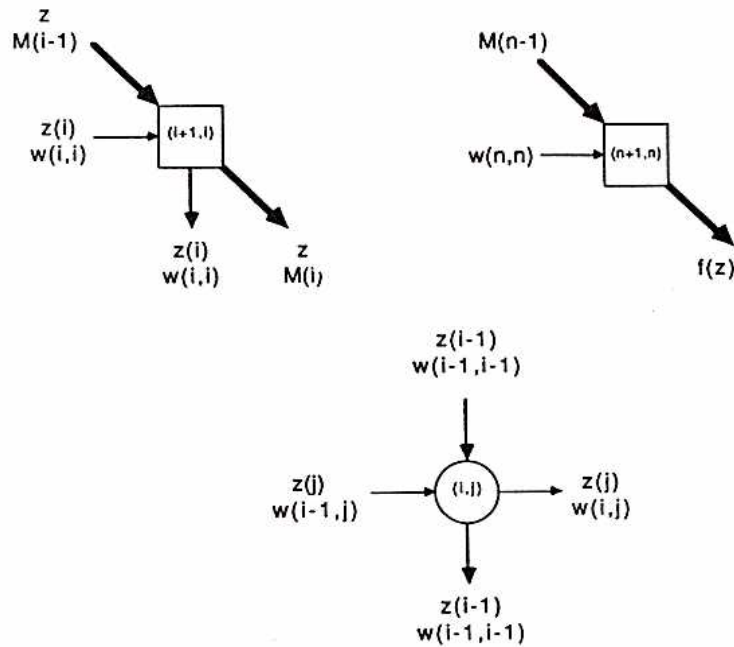 z
M(i-1)
z(i)
w(i,i)
(i+1,i)
z(i)
w(i,i)
z
M(i)
M(n-1)
w(n,n)
(n+1,n)
f(z)
z(i-1)
w(i-1,i-1)
z(j)
w(i-1,j)
(i,j)
z(j)
w(i,j)
z(i-1)
w(i-1,i-1)